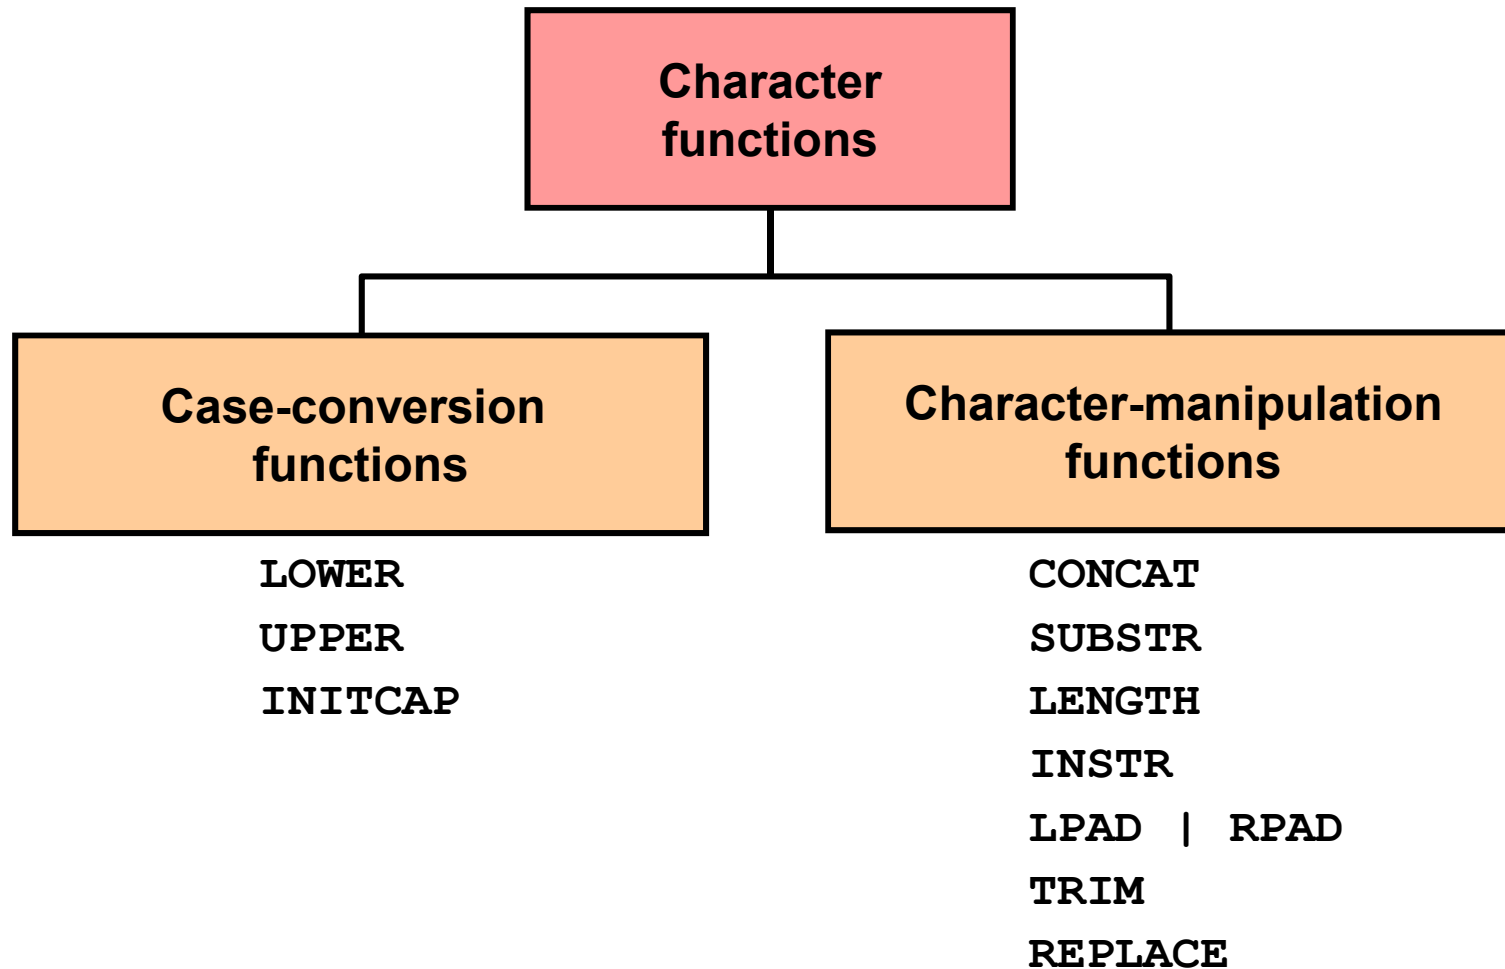 Character
functions
Case-conversion
functions
LOWER
UPPER
INITCAP
Character-manipulation
functions
CONCAT
SUBSTR
LENGTH
INSTR
LPAD | RPAD
TRIM
REPLACE